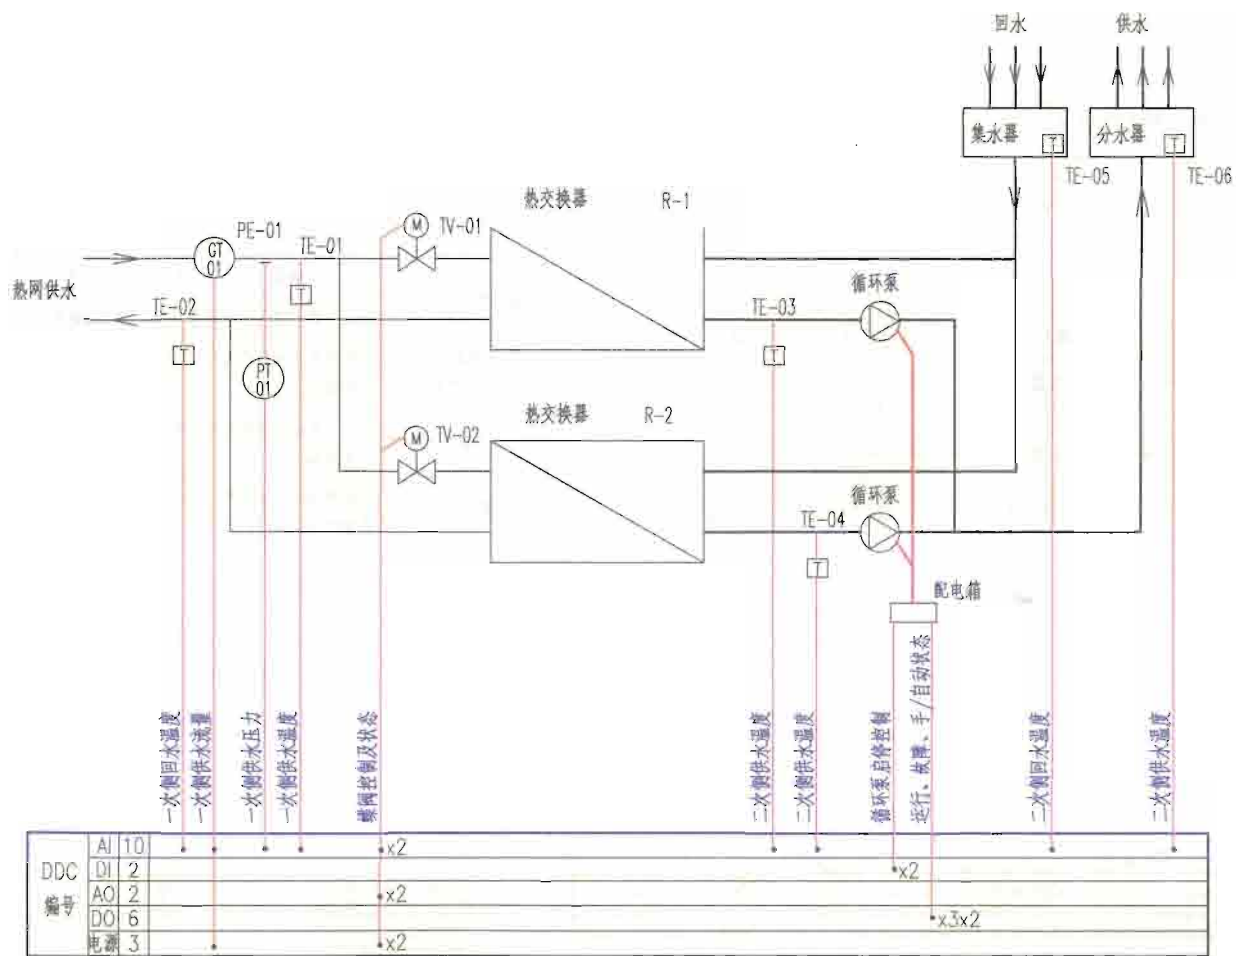 回水
供水
集水器
T
分水器
T
TE-05
TE-06
热交换器
R-1
PE-01
TE-01
M
TV-01
GT
01
热网供水
TE-02
T
T
PT
01
TE-03
循环泵
T
热交换器
R-2
M
TV-02
循环泵
TE-04
T
配电箱
一次侧回水温度
一次侧供水流量
一次侧供水压力
一次侧供水温度
蝶阀控制及状态
二次侧供水温度
二次侧供水温度
循环泵启停控制
运行、故障、手/自动状态
二次侧回水温度
二次侧供水温度
DDC
编号
AI 10 x2
DI 2 x2
AO 2 x2
DO 6 x3x2
电源 3 x2